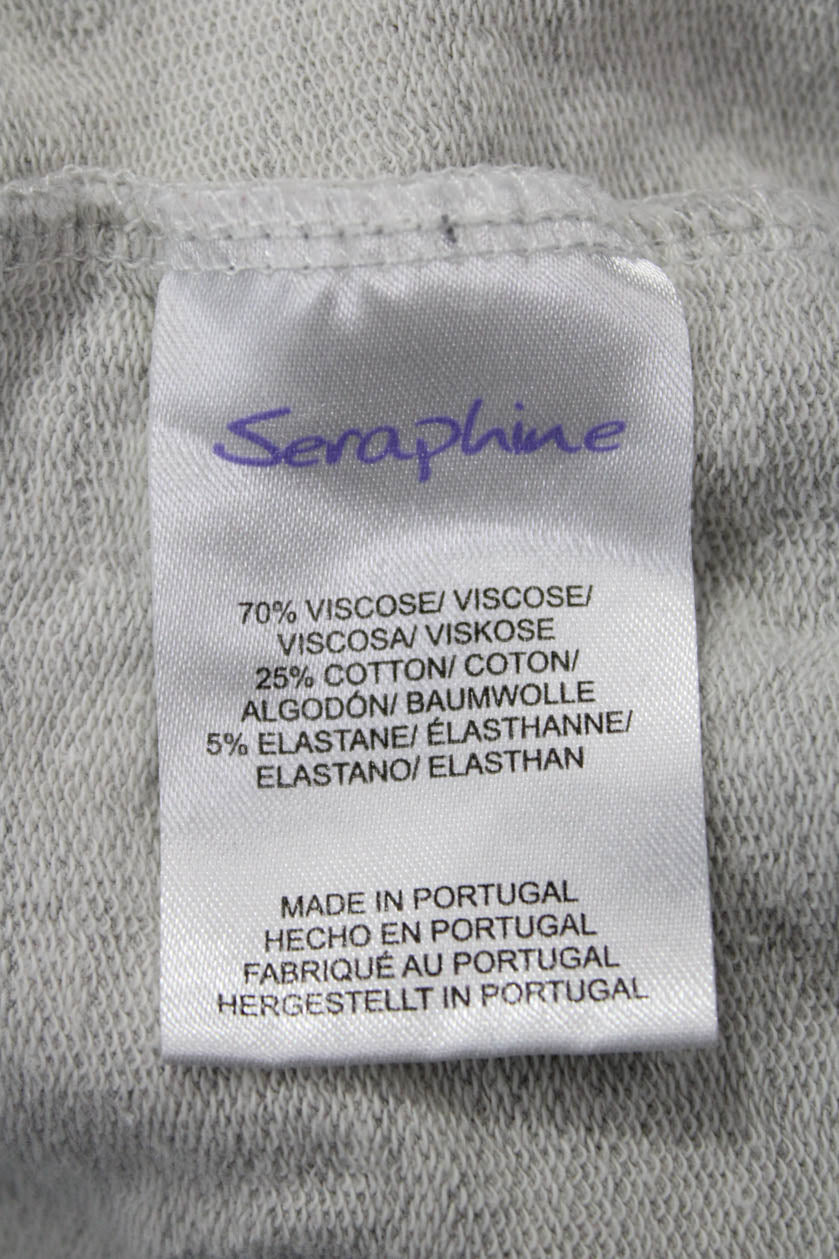 Seraphine
70% VISCOSE/ VISCOSE/
VISCOSA/ VISKOSE
25% COTTON/ COTON/
ALGODÓN/ BAUMWOLLE
5% ELASTANE/ ÉLASTHANNE/
ELASTANO/ ELASTHAN
MADE IN PORTUGAL
HECHO EN PORTUGAL
FABRIQUÉ AU PORTUGAL
HERGESTELLT IN PORTUGAL